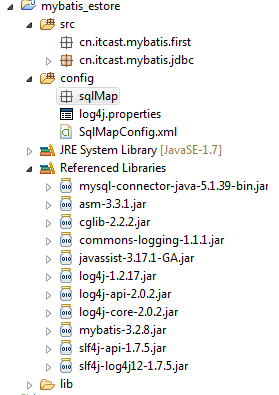 mybatis_estore
src
cn.itcast.mybatis.first
cn.itcast.mybatis.jdbc
config
sqlMap
log4j.properties
SqlMapConfig.xml
JRE System Library [JavaSE-1.7]
Referenced Libraries
mysql-connector-java-5.1.39-bin.jar
asm-3.3.1.jar
cglib-2.2.2.jar
commons-logging-1.1.1.jar
javassist-3.17.1-GA.jar
log4j-1.2.17.jar
log4j-api-2.0.2.jar
log4j-core-2.0.2.jar
mybatis-3.2.8.jar
slf4j-api-1.7.5.jar
slf4j-log4j12-1.7.5.jar
lib